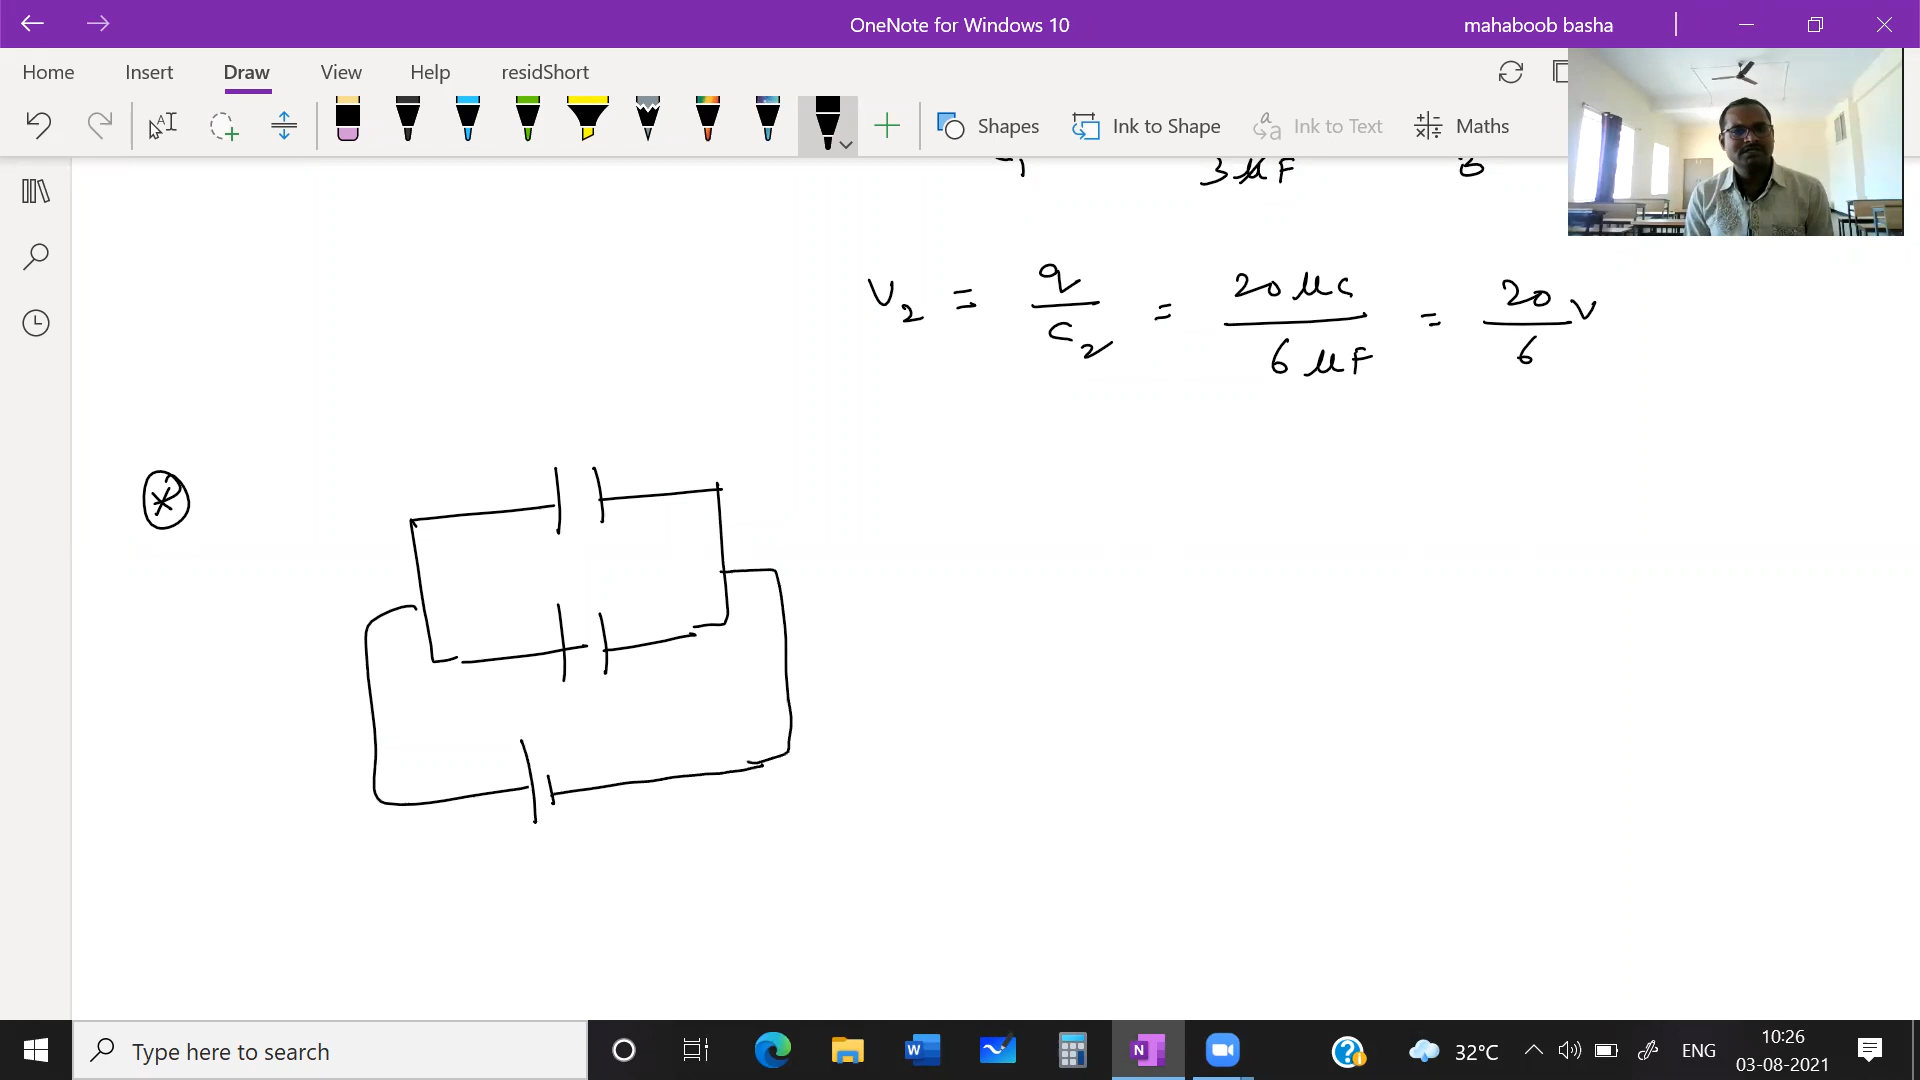 OneNote for Windows 10
mahaboob basha
Home Insert Draw View Help residShort
Shapes Ink to Shape Ink to Text Maths
3 μF
V₂ = q/C₂ = 20 μC / 6 μF = 20/6 V
Type here to search
32°C
ENG
10:26
03-08-2021